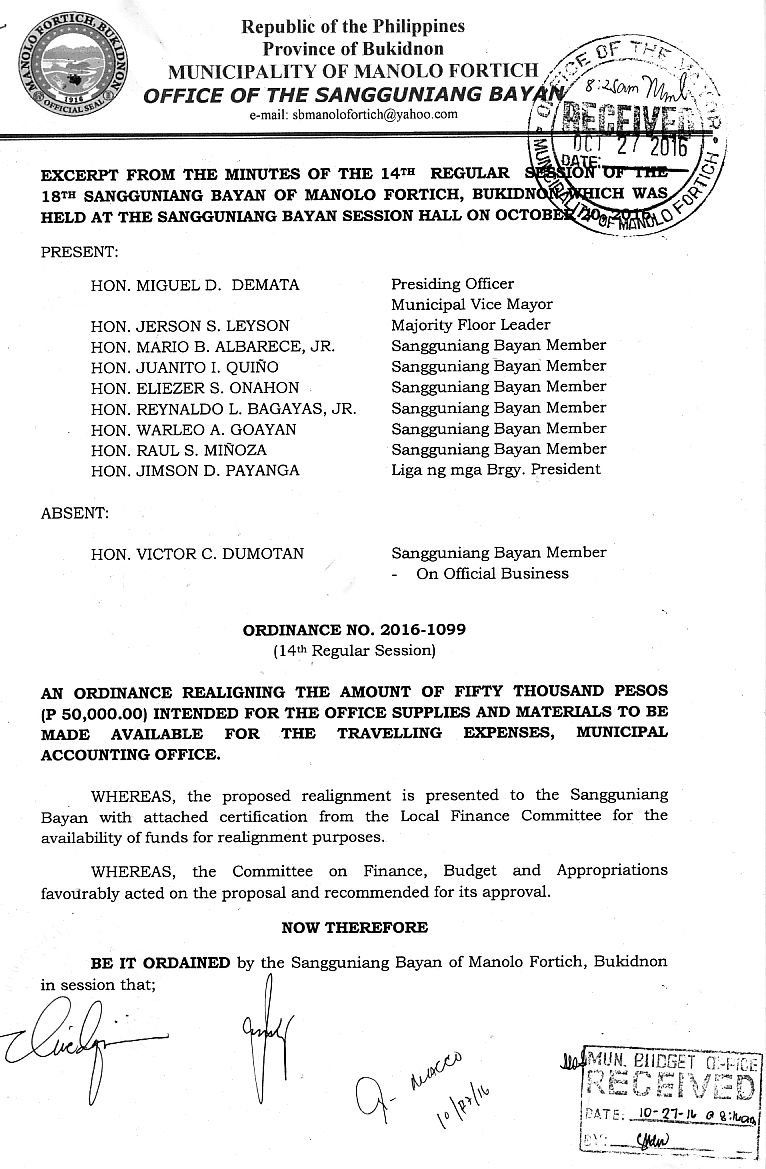 Republic of the Philippines
Province of Bukidnon
MUNICIPALITY OF MANOLO FORTICH
OFFICE OF THE SANGGUNIANG BAYAN
e-mail: sbmanolofortich@yahoo.com
MANOLO FORTICH, BUKIDNON
1916
OFFICIAL SEAL
OFFICE OF THE MAYOR
8:25am
RECEIVED
OCT 27 2016
DATE:
MUNICIPALITY OF MANOLO FORTICH
EXCERPT FROM THE MINUTES OF THE 14TH REGULAR SESSION OF THE
18TH SANGGUNIANG BAYAN OF MANOLO FORTICH, BUKIDNON WHICH WAS
HELD AT THE SANGGUNIANG BAYAN SESSION HALL ON OCTOBER 2016.
PRESENT:
HON. MIGUEL D. DEMATA Presiding Officer
Municipal Vice Mayor
HON. JERSON S. LEYSON Majority Floor Leader
HON. MARIO B. ALBARECE, JR. Sangguniang Bayan Member
HON. JUANITO I. QUIÑO Sangguniang Bayan Member
HON. ELIEZER S. ONAHON Sangguniang Bayan Member
HON. REYNALDO L. BAGAYAS, JR. Sangguniang Bayan Member
HON. WARLEO A. GOAYAN Sangguniang Bayan Member
HON. RAUL S. MIÑOZA Sangguniang Bayan Member
HON. JIMSON D. PAYANGA Liga ng mga Brgy. President
ABSENT:
HON. VICTOR C. DUMOTAN Sangguniang Bayan Member
- On Official Business
ORDINANCE NO. 2016-1099
(14th Regular Session)
AN ORDINANCE REALIGNING THE AMOUNT OF FIFTY THOUSAND PESOS
(P 50,000.00) INTENDED FOR THE OFFICE SUPPLIES AND MATERIALS TO BE
MADE AVAILABLE FOR THE TRAVELLING EXPENSES, MUNICIPAL
ACCOUNTING OFFICE.
WHEREAS, the proposed realignment is presented to the Sangguniang
Bayan with attached certification from the Local Finance Committee for the
availability of funds for realignment purposes.
WHEREAS, the Committee on Finance, Budget and Appropriations
favourably acted on the proposal and recommended for its approval.
NOW THEREFORE
BE IT ORDAINED by the Sangguniang Bayan of Manolo Fortich, Bukidnon
in session that;
MACCO
10/27/16
MUN. BUDGET OFFICE
RECEIVED
DATE: 10-27-16 @
BY: